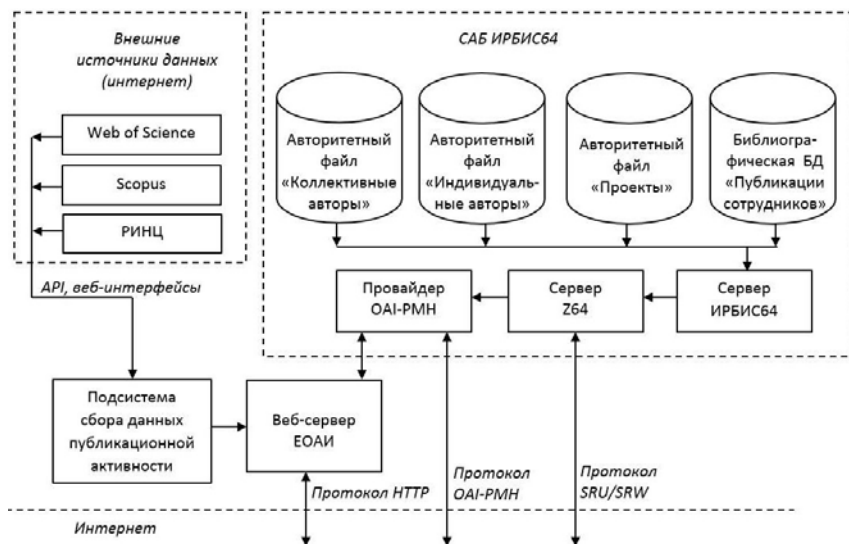 Внешние
источники данных
(интернет)
Web of Science
Scopus
РИНЦ
API, веб-интерфейсы
САБ ИРБИС64
Авторитетный
файл
«Коллективные
авторы»
Авторитетный
файл
«Индивидуаль-
ные авторы»
Авторитетный
файл
«Проекты»
Библиогра-
фическая БД
«Публикации
сотрудников»
Провайдер
OAI-PMH
Сервер
Z64
Сервер
ИРБИС64
Подсистема
сбора данных
публикационной
активности
Веб-сервер
ЕОАИ
Протокол HTTP
Протокол
OAI-PMH
Протокол
SRU/SRW
Интернет